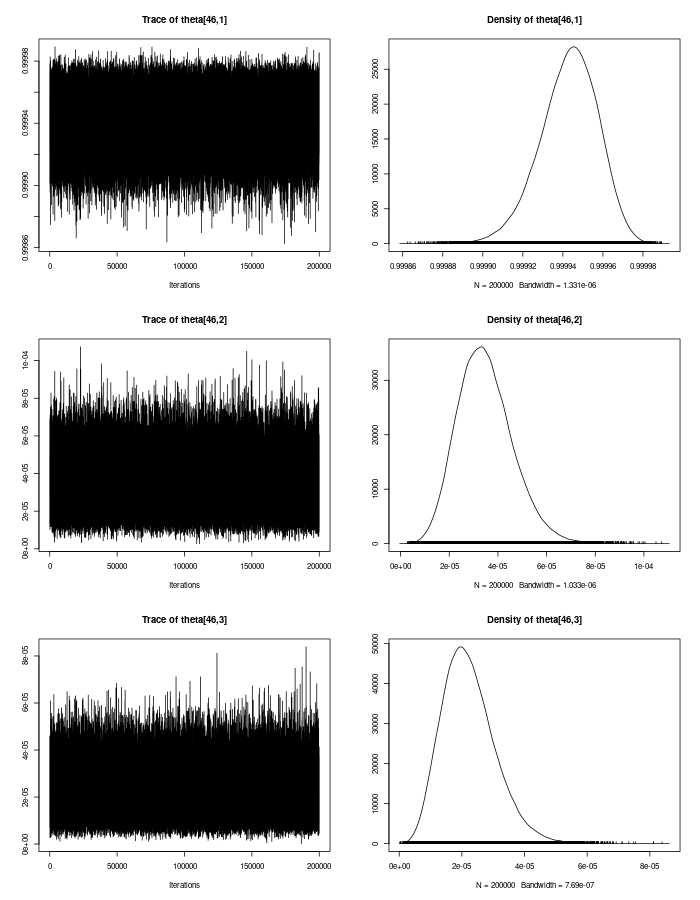 Trace of theta[46,1]
0.99986 0.99990 0.99994 0.99998
0 50000 100000 150000 200000
Iterations
Density of theta[46,1]
0 5000 10000 15000 20000 25000
0.99986 0.99988 0.99990 0.99992 0.99994 0.99996 0.99998
N = 200000 Bandwidth = 1.331e-06
Trace of theta[46,2]
0e+00 2e-05 4e-05 6e-05 8e-05 1e-04
0 50000 100000 150000 200000
Iterations
Density of theta[46,2]
0 10000 20000 30000
0e+00 2e-05 4e-05 6e-05 8e-05 1e-04
N = 200000 Bandwidth = 1.033e-06
Trace of theta[46,3]
0e+00 2e-05 4e-05 6e-05 8e-05
0 50000 100000 150000 200000
Iterations
Density of theta[46,3]
0 10000 20000 30000 40000 50000
0e+00 2e-05 4e-05 6e-05 8e-05
N = 200000 Bandwidth = 7.69e-07